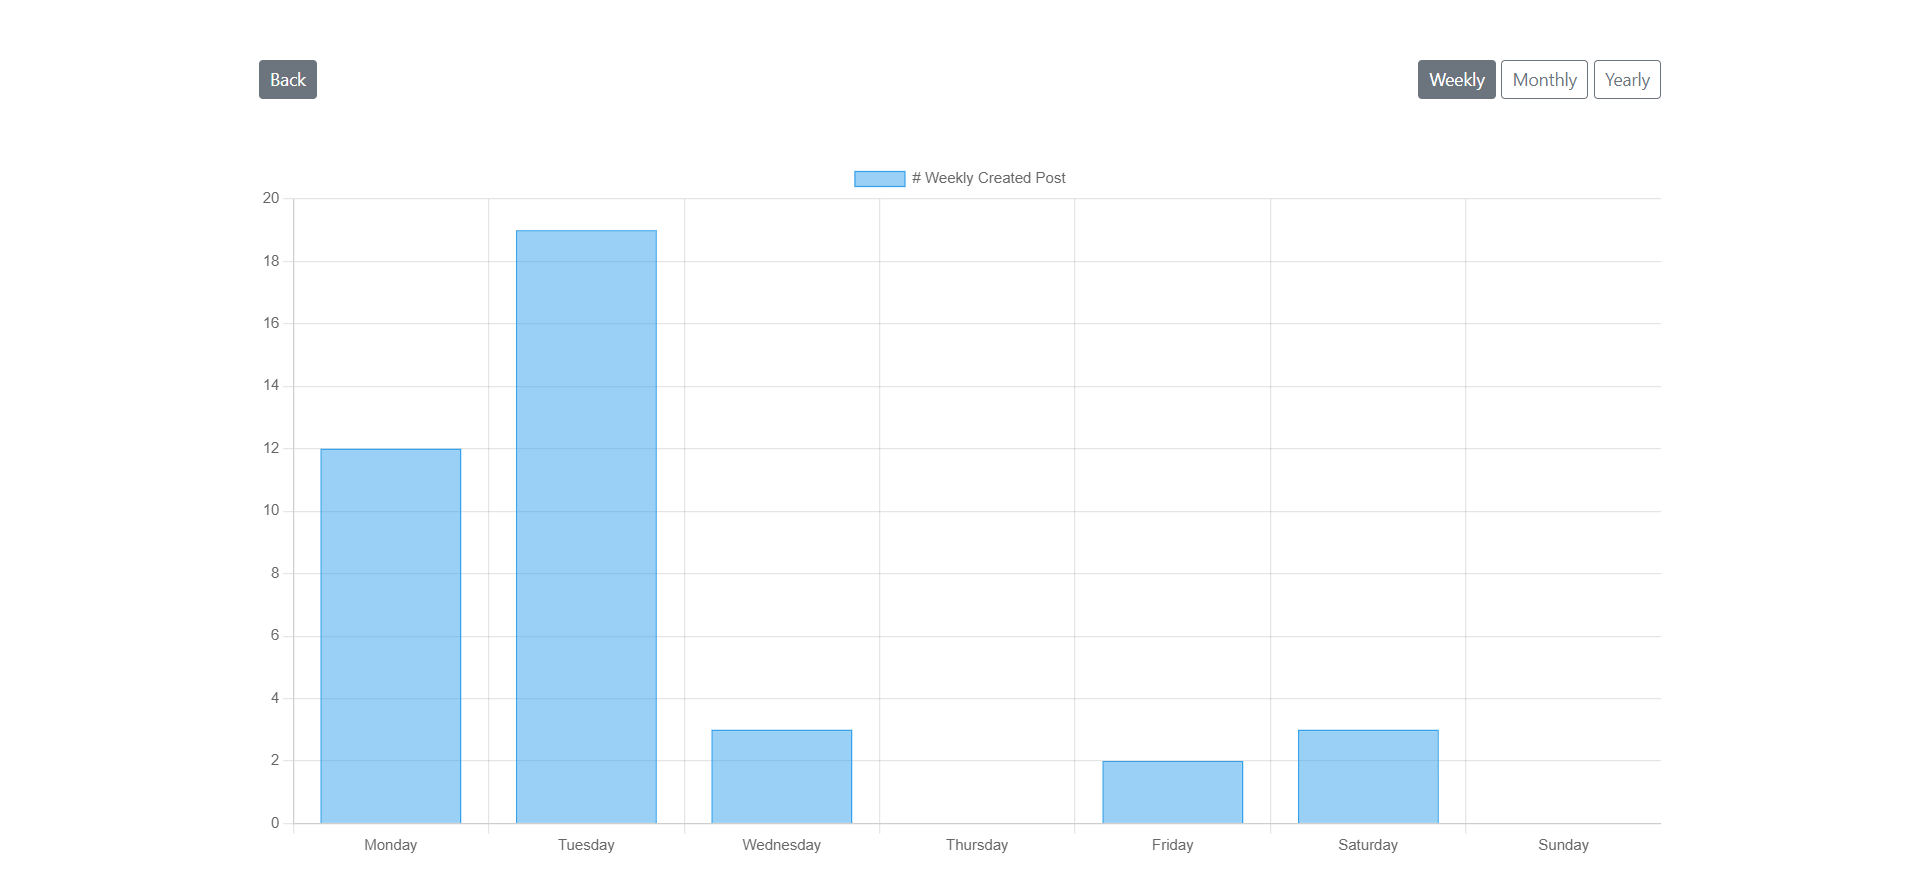 Back
Weekly Monthly Yearly
# Weekly Created Post
20
18
16
14
12
10
8
6
4
2
0
Monday Tuesday Wednesday Thursday Friday Saturday Sunday